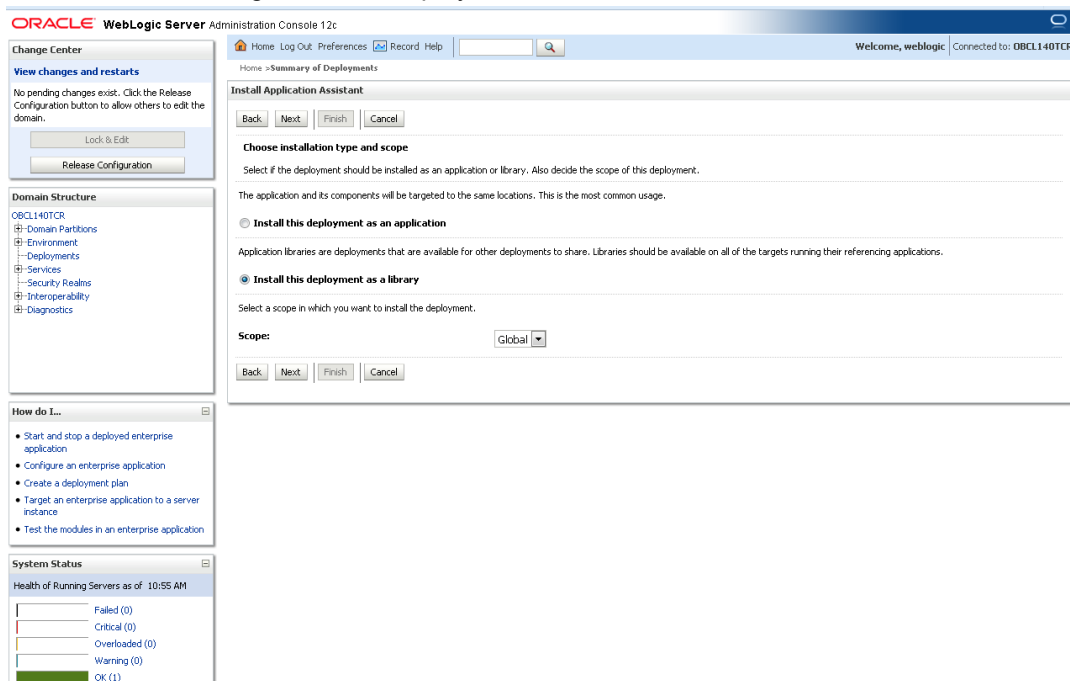 ORACLE WebLogic Server Administration Console 12c
Change Center
View changes and restarts
No pending changes exist. Click the Release
Configuration button to allow others to edit the
domain.
Lock & Edit
Release Configuration
Domain Structure
OBCL140TCR
Domain Partitions
Environment
Deployments
Services
Security Realms
Interoperability
Diagnostics
How do I...
Start and stop a deployed enterprise
application
Configure an enterprise application
Create a deployment plan
Target an enterprise application to a server
instance
Test the modules in an enterprise application
System Status
Health of Running Servers as of 10:55 AM
Failed (0)
Critical (0)
Overloaded (0)
Warning (0)
OK (1)
Home Log Out Preferences Record Help
Welcome, weblogic Connected to: OBCL140TCR
Home >Summary of Deployments
Install Application Assistant
Back Next Finish Cancel
Choose installation type and scope
Select if the deployment should be installed as an application or library. Also decide the scope of this deployment.
The application and its components will be targeted to the same locations. This is the most common usage.
Install this deployment as an application
Application libraries are deployments that are available for other deployments to share. Libraries should be available on all of the targets running their referencing applications.
Install this deployment as a library
Select a scope in which you want to install the deployment.
Scope: Global
Back Next Finish Cancel